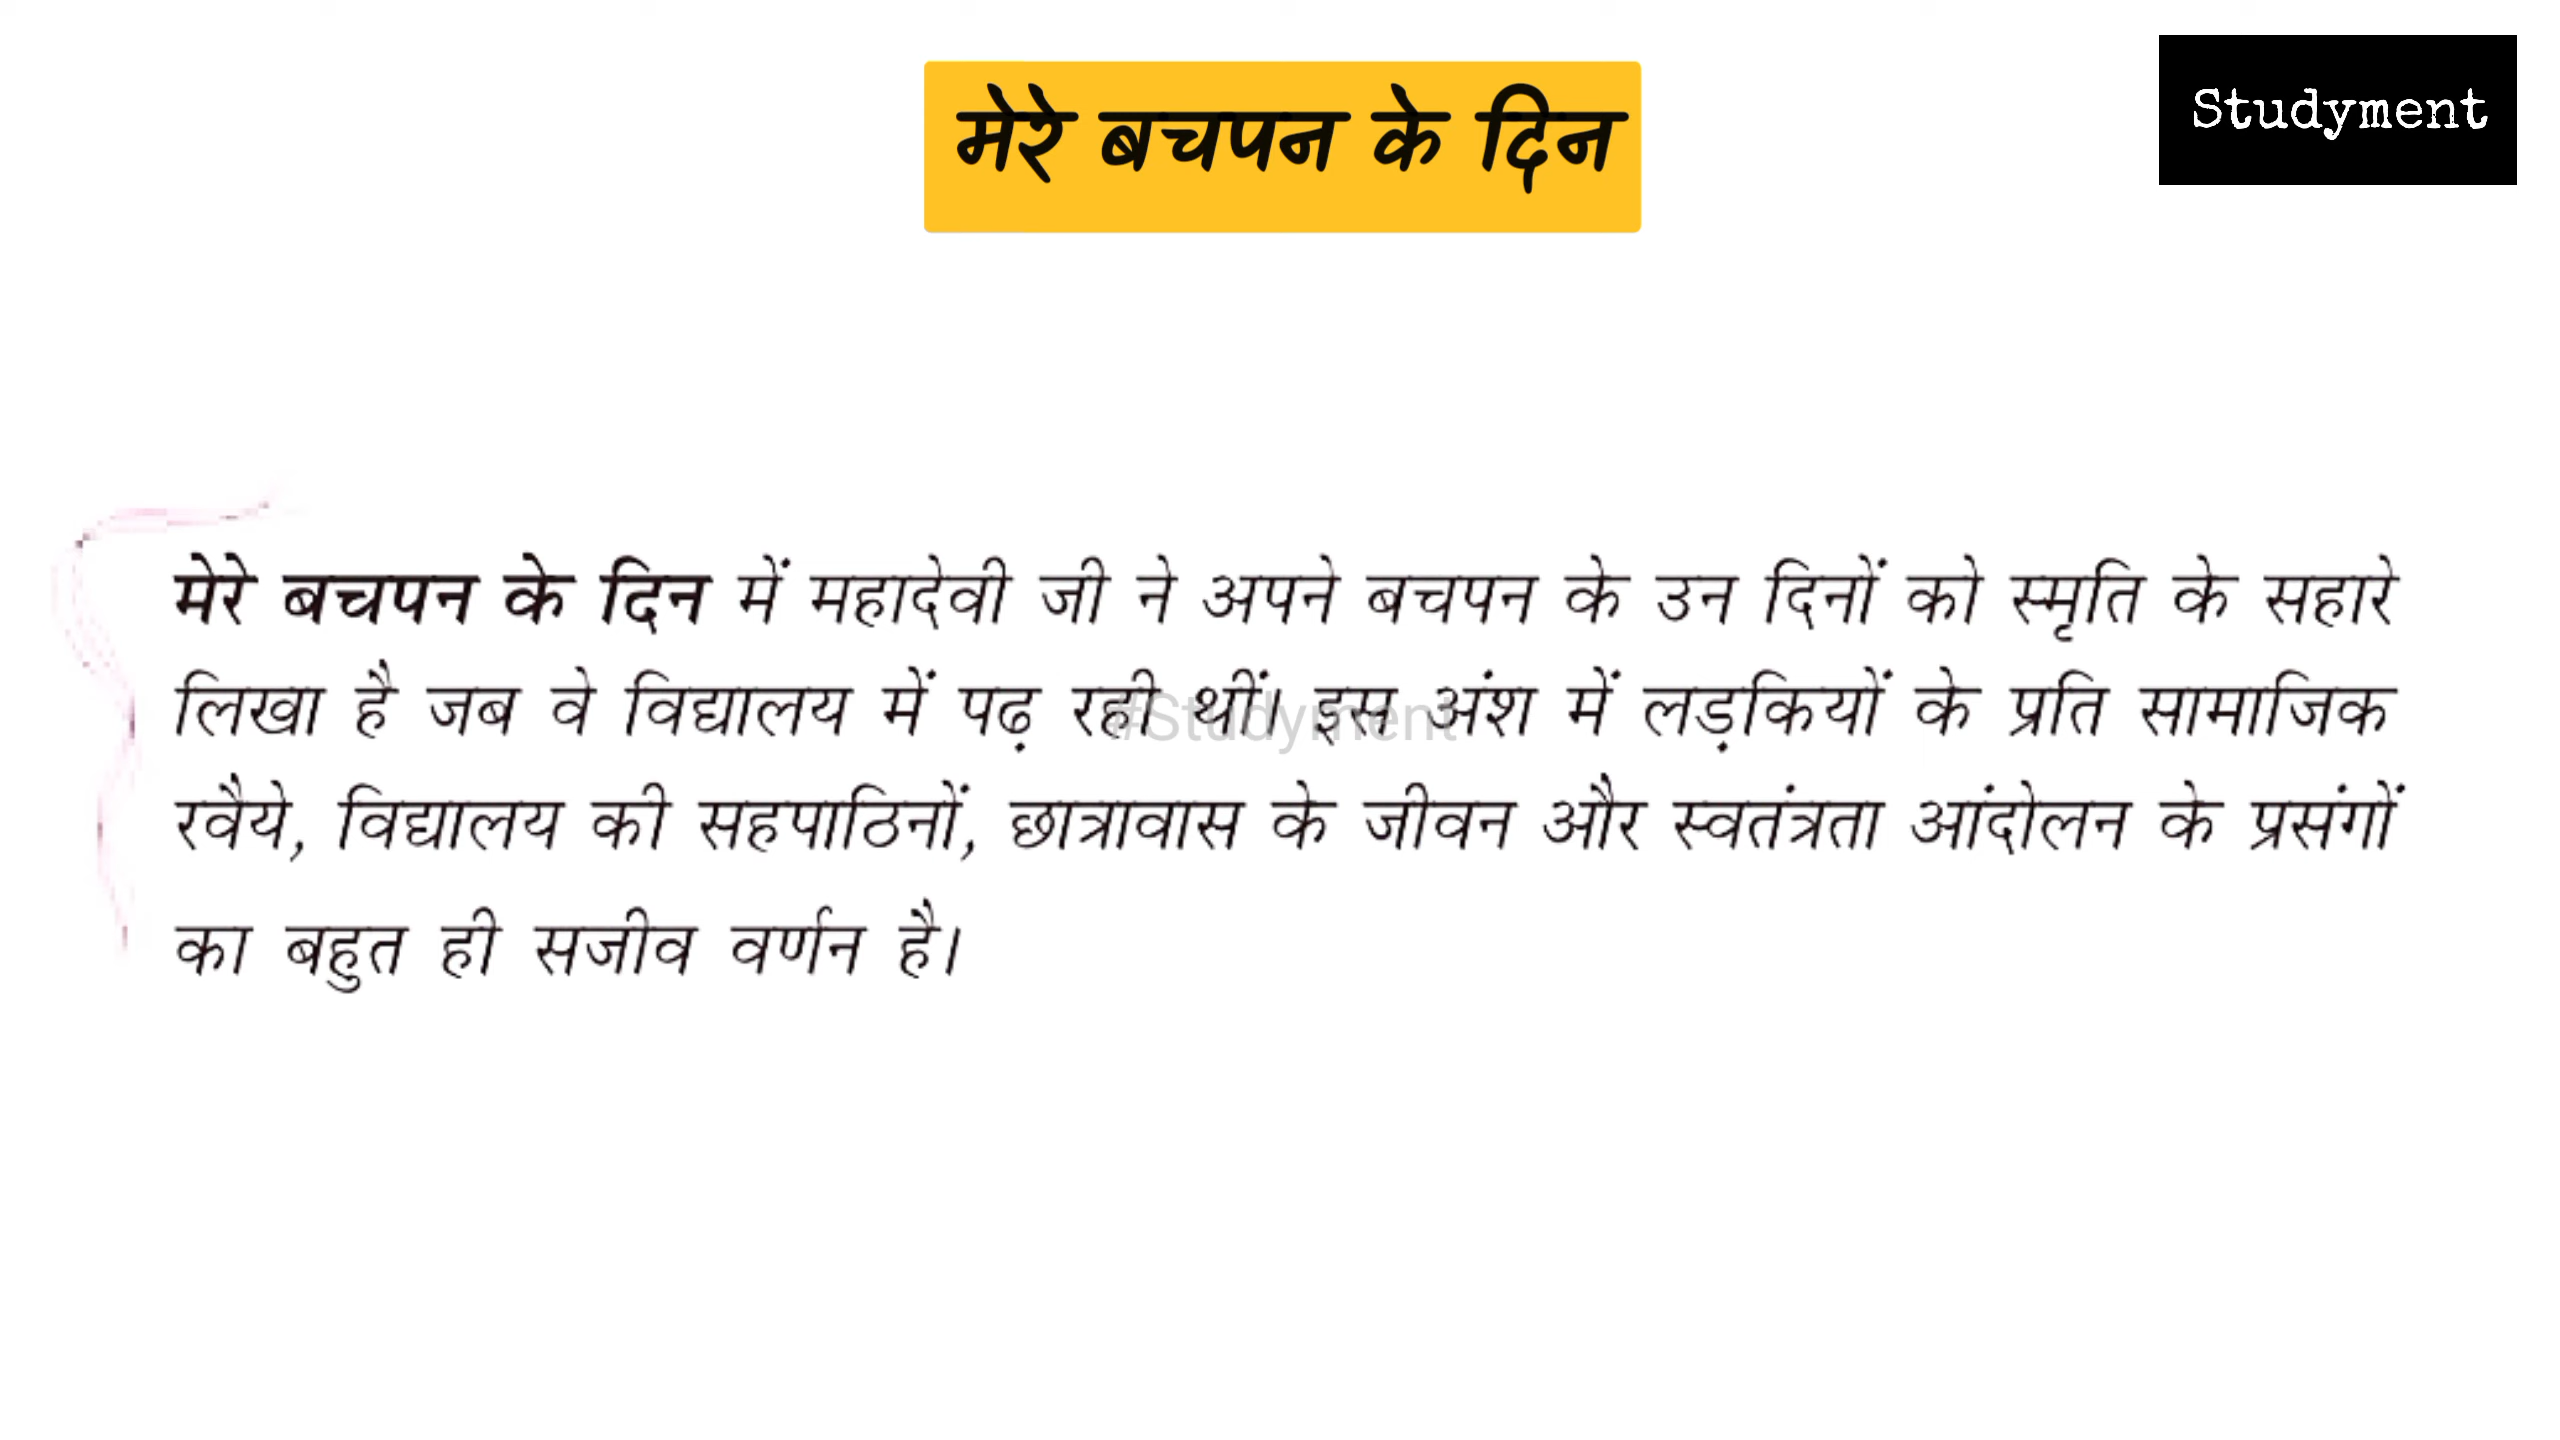 मेरे बचपन के दिन
Studyment
मेरे बचपन के दिन में महादेवी जी ने अपने बचपन के उन दिनों को स्मृति के सहारे
लिखा है जब वे विद्यालय में पढ़ रही थीं। इस अंश में लड़कियों के प्रति सामाजिक
रवैये, विद्यालय की सहपाठिनों, छात्रावास के जीवन और स्वतंत्रता आंदोलन के प्रसंगों
का बहुत ही सजीव वर्णन है।
#Studyment